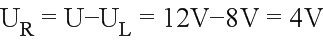 U_R = U−U_L = 12V−8V = 4V